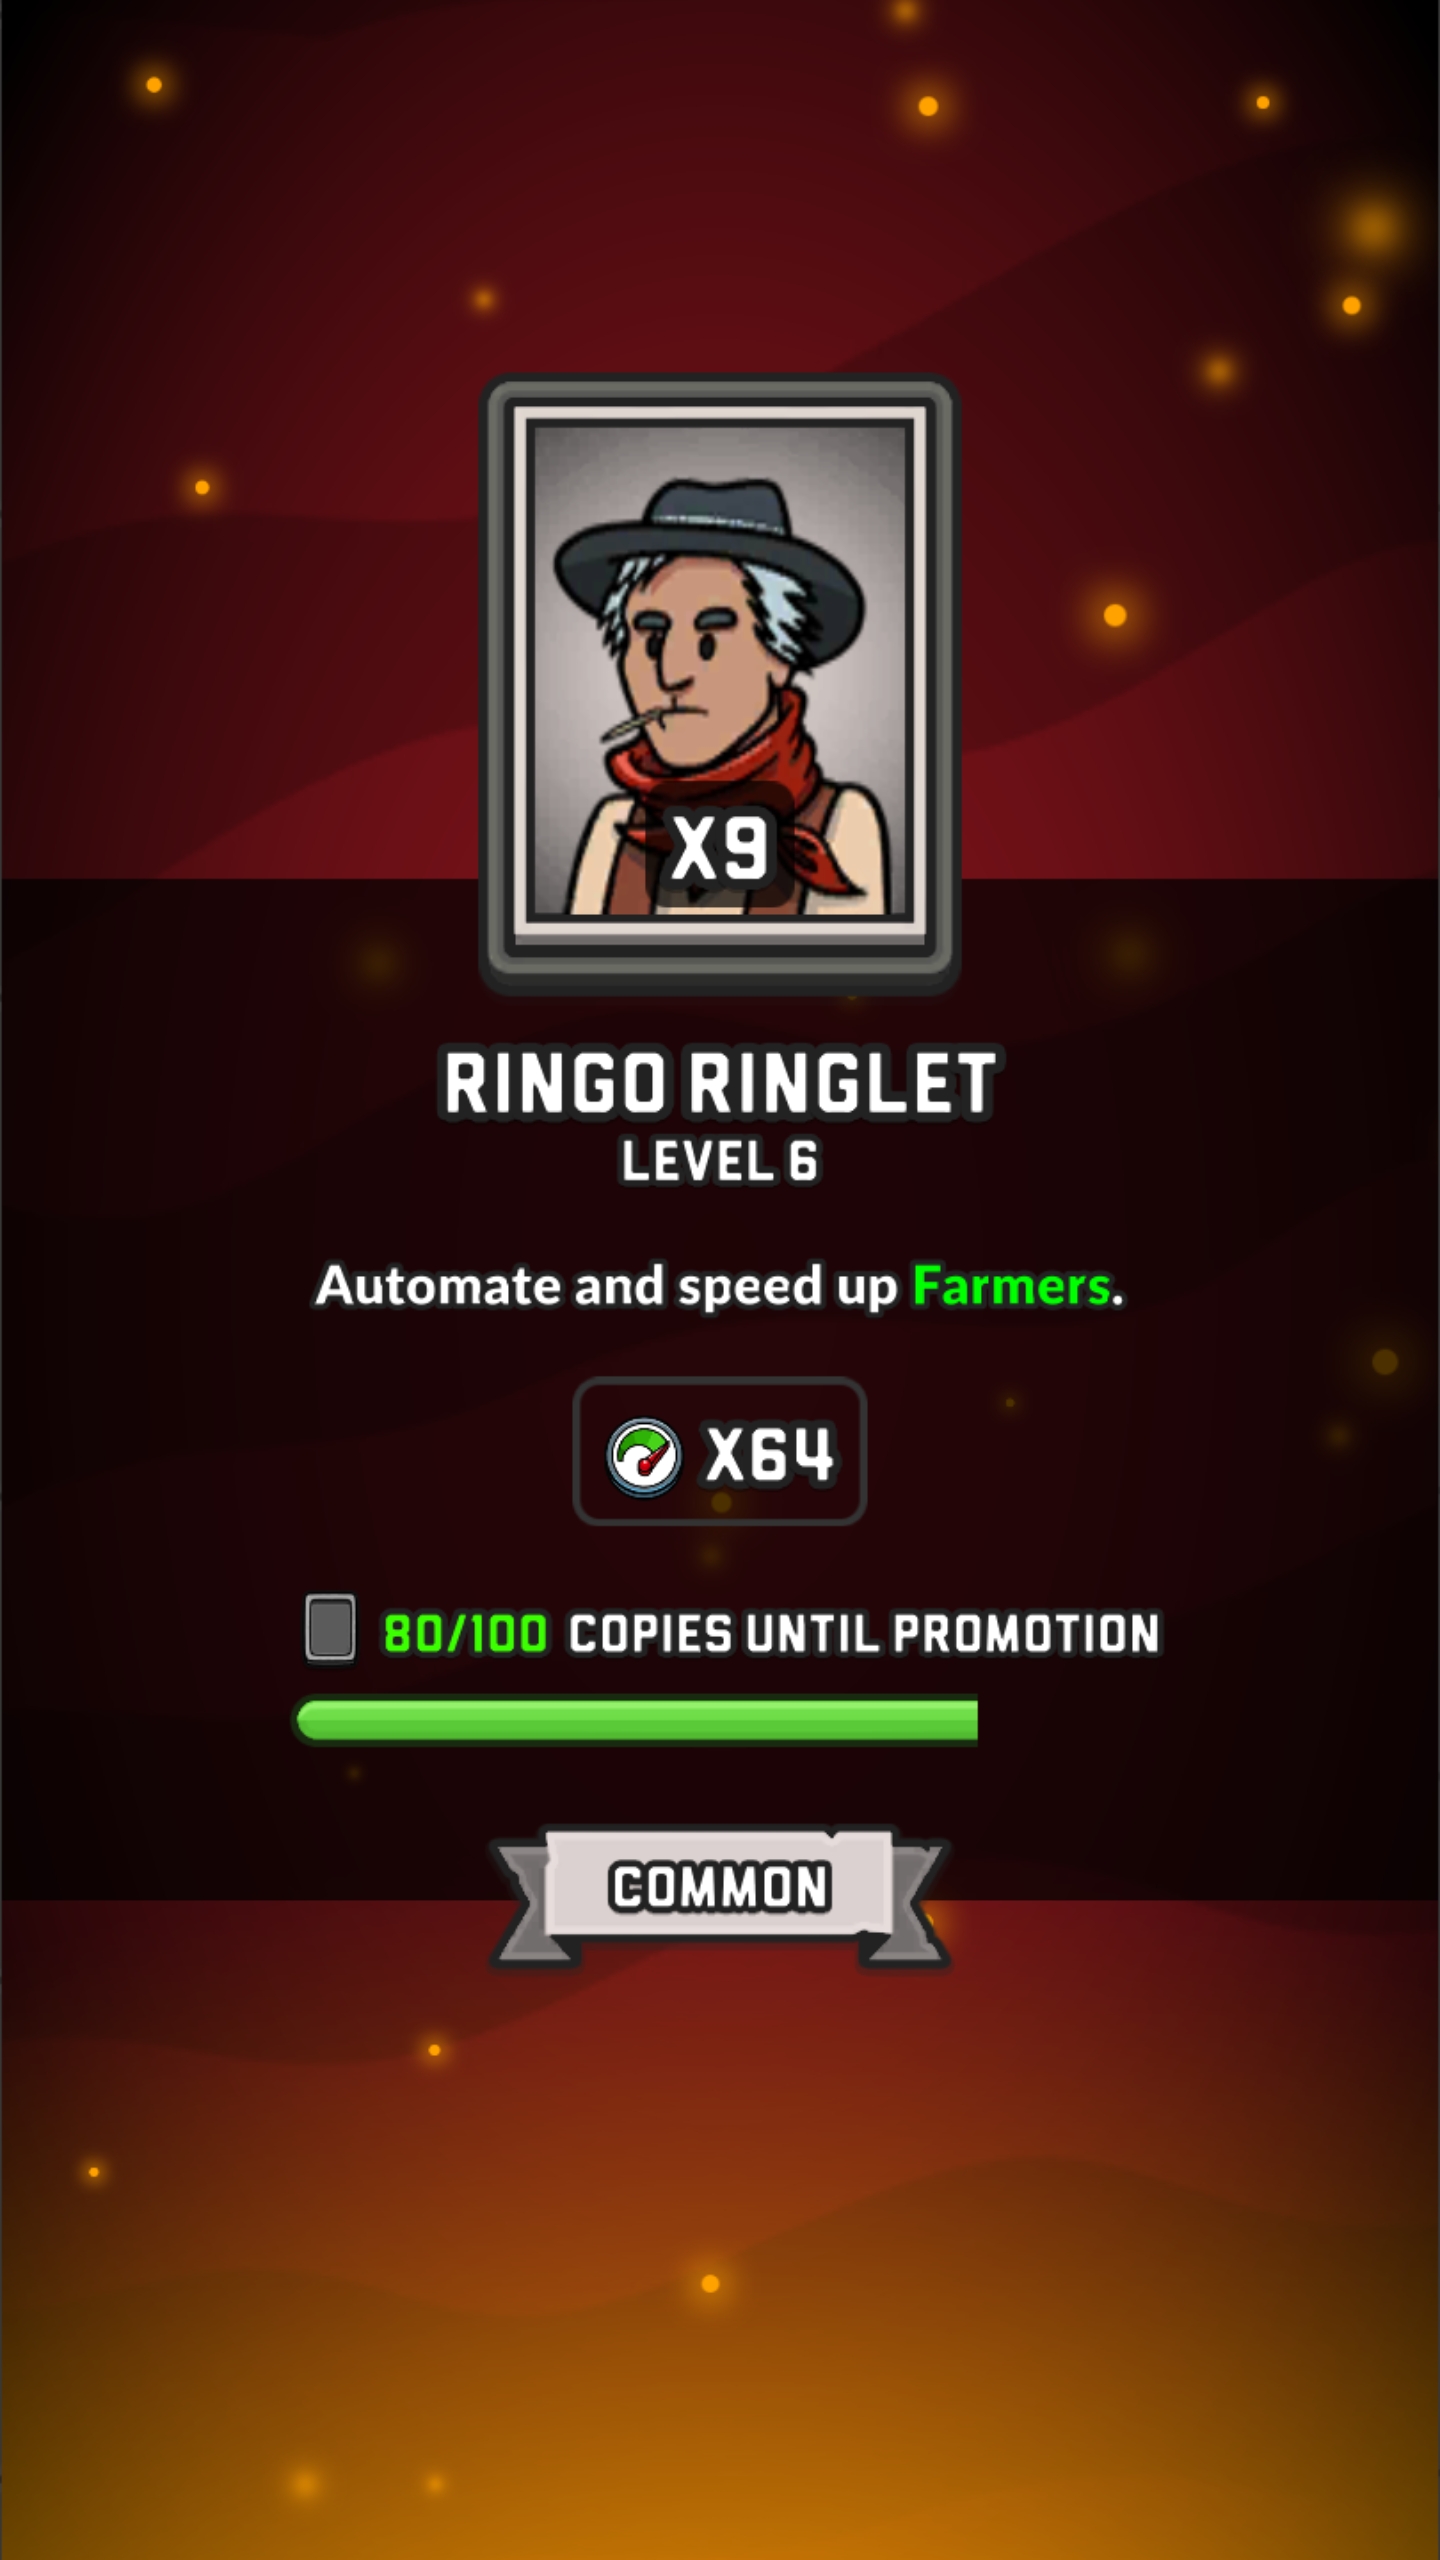 X9
RINGO RINGLET
LEVEL 6
Automate and speed up Farmers.
X64
80/100 COPIES UNTIL PROMOTION
COMMON